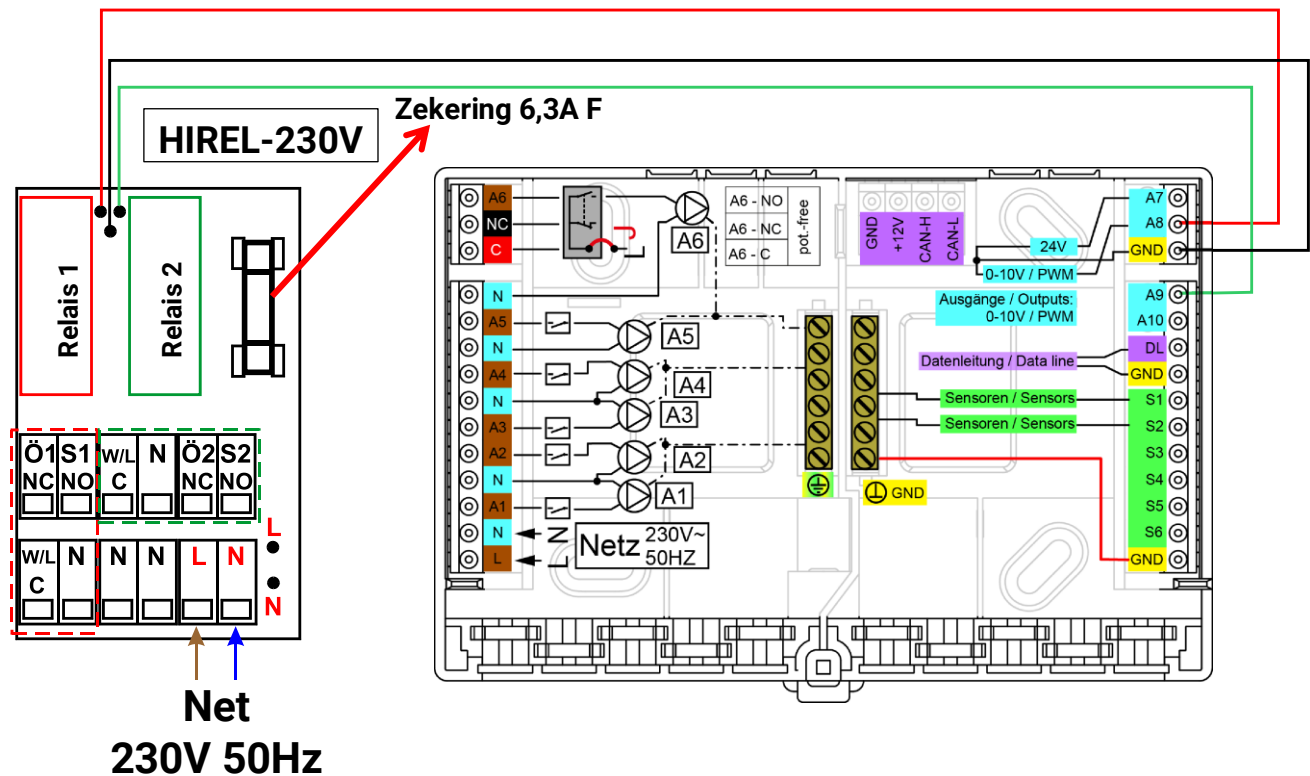 HIREL-230V
Zekering 6,3A F
Relais 1
Relais 2
Ö1 S1 W/L N Ö2 S2
NC NO C NC NO
W/L N N N L N
C
L
N
Net
230V 50Hz
A6
NC
C
N
A5
N
A4
N
A3
A2
N
A1
N
L
A6
L
A5
A4
A3
A2
A1
N
L
Netz 230V~
50HZ
A6 - NO
A6 - NC
A6 - C
pot.-free
GND
+12V
CAN-H
CAN-L
24V
0-10V / PWM
Ausgänge / Outputs:
0-10V / PWM
Datenleitung / Data line
Sensoren / Sensors
Sensoren / Sensors
GND
A7
A8
GND
A9
A10
DL
GND
S1
S2
S3
S4
S5
S6
GND